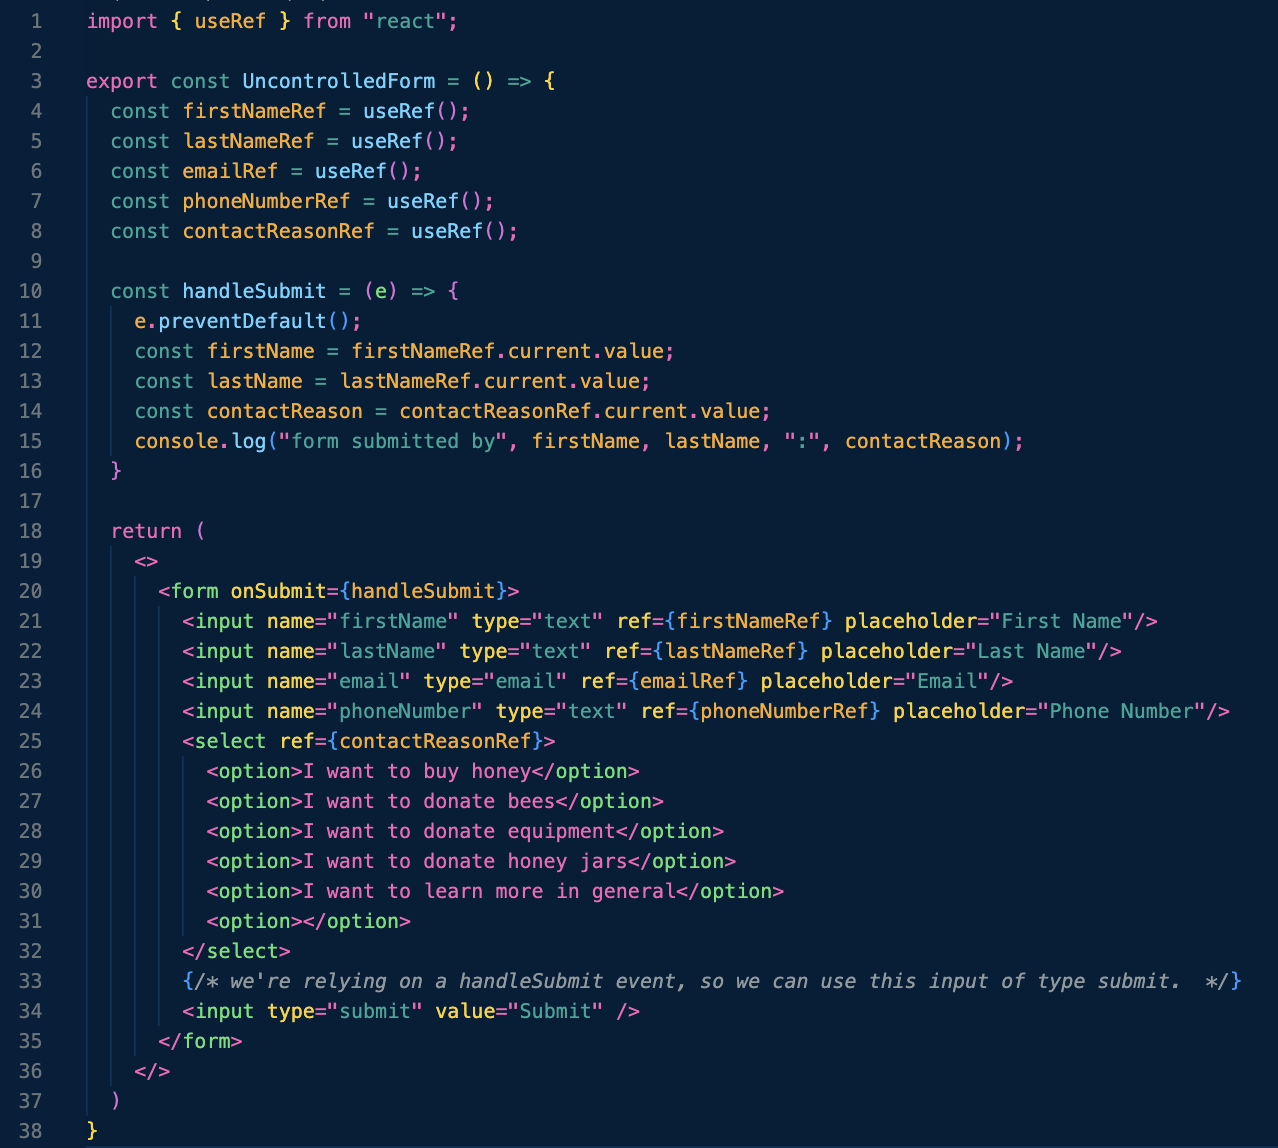 1 import { useRef } from "react";
2
3 export const UncontrolledForm = () => {
4 const firstNameRef = useRef();
5 const lastNameRef = useRef();
6 const emailRef = useRef();
7 const phoneNumberRef = useRef();
8 const contactReasonRef = useRef();
9
10 const handleSubmit = (e) => {
11 e.preventDefault();
12 const firstName = firstNameRef.current.value;
13 const lastName = lastNameRef.current.value;
14 const contactReason = contactReasonRef.current.value;
15 console.log("form submitted by", firstName, lastName, ":", contactReason);
16 }
17
18 return (
19 <>
20 <form onSubmit={handleSubmit}>
21 <input name="firstName" type="text" ref={firstNameRef} placeholder="First Name"/>
22 <input name="lastName" type="text" ref={lastNameRef} placeholder="Last Name"/>
23 <input name="email" type="email" ref={emailRef} placeholder="Email"/>
24 <input name="phoneNumber" type="text" ref={phoneNumberRef} placeholder="Phone Number"/>
25 <select ref={contactReasonRef}>
26 <option>I want to buy honey</option>
27 <option>I want to donate bees</option>
28 <option>I want to donate equipment</option>
29 <option>I want to donate honey jars</option>
30 <option>I want to learn more in general</option>
31 <option></option>
32 </select>
33 {/* we're relying on a handleSubmit event, so we can use this input of type submit.  */}
34 <input type="submit" value="Submit" />
35 </form>
36 </>
37 )
38 }